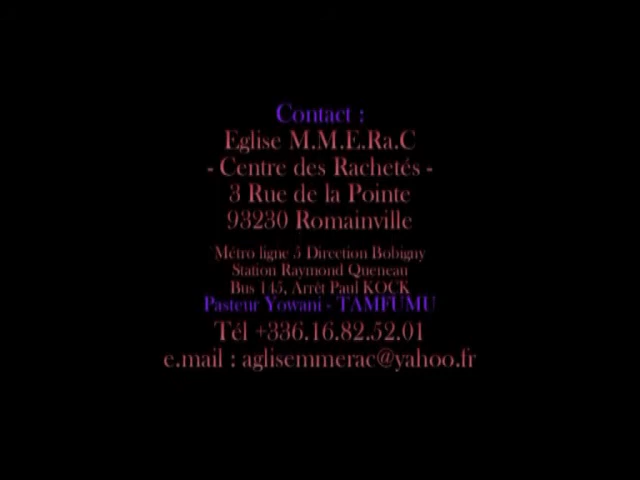 Contact :
Eglise M.M.E.Ra.C
- Centre des Rachetés -
3 Rue de la Pointe
93230 Romainville
Métro ligne 5 Direction Bobigny
Station Raymond Queneau
Bus 145, Arrêt Paul KOCK
Pasteur Yowani - TAMFUMU
Tél +336.16.82.52.01
e.mail : aglisemmerac@yahoo.fr